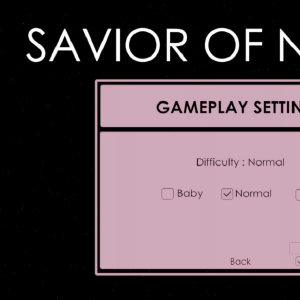 SAVIOR OF N
GAMEPLAY SETTIN
Difficulty : Normal
Baby Normal
Back